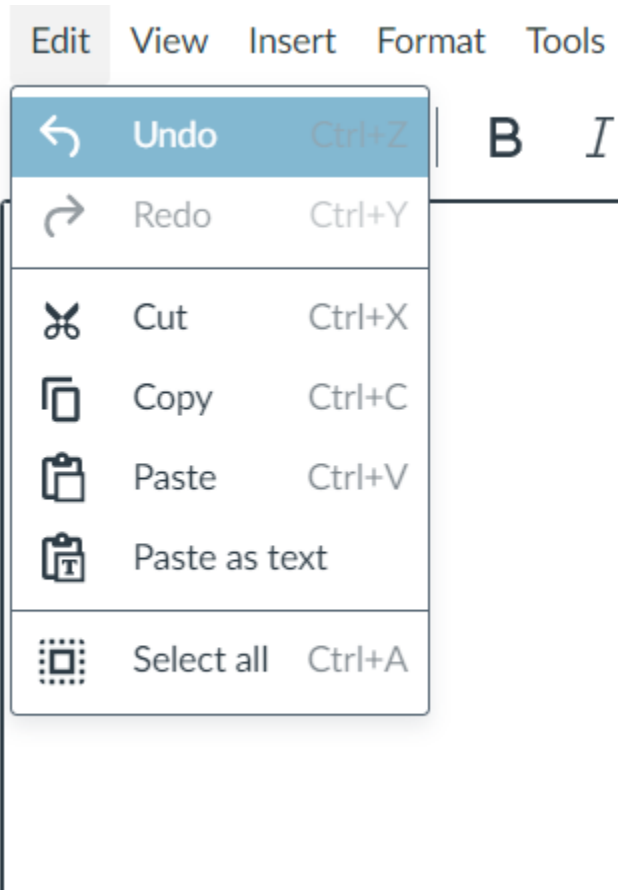 Edit View Insert Format Tools
B I
Undo Ctrl+Z
Redo Ctrl+Y
Cut Ctrl+X
Copy Ctrl+C
Paste Ctrl+V
T Paste as text
Select all Ctrl+A